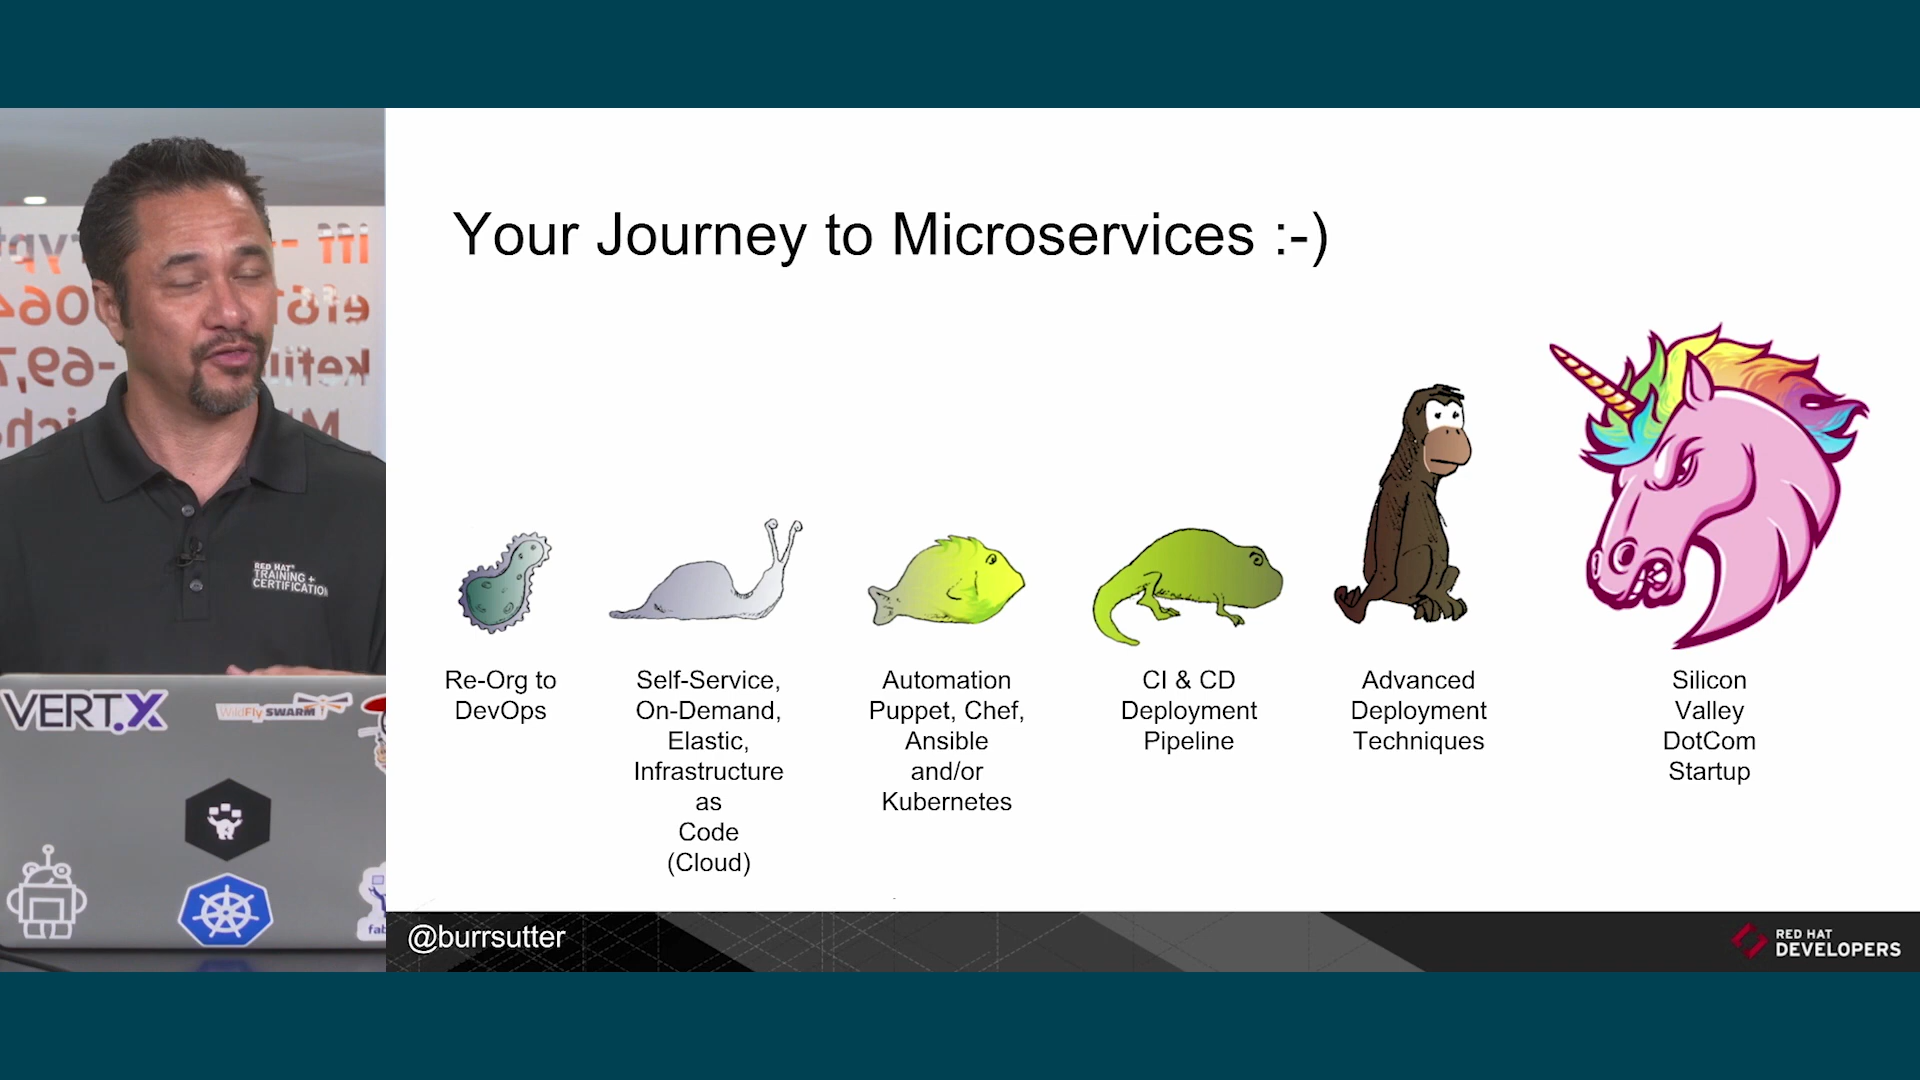 Your Journey to Microservices :-)
Re-Org to
DevOps
Self-Service,
On-Demand,
Elastic,
Infrastructure
as
Code
(Cloud)
Automation
Puppet, Chef,
Ansible
and/or
Kubernetes
CI & CD
Deployment
Pipeline
Advanced
Deployment
Techniques
Silicon
Valley
DotCom
Startup
@burrsutter
RED HAT
DEVELOPERS
RED HAT
TRAINING +
CERTIFICATION
VERT.X
WildFly SWARM
fab